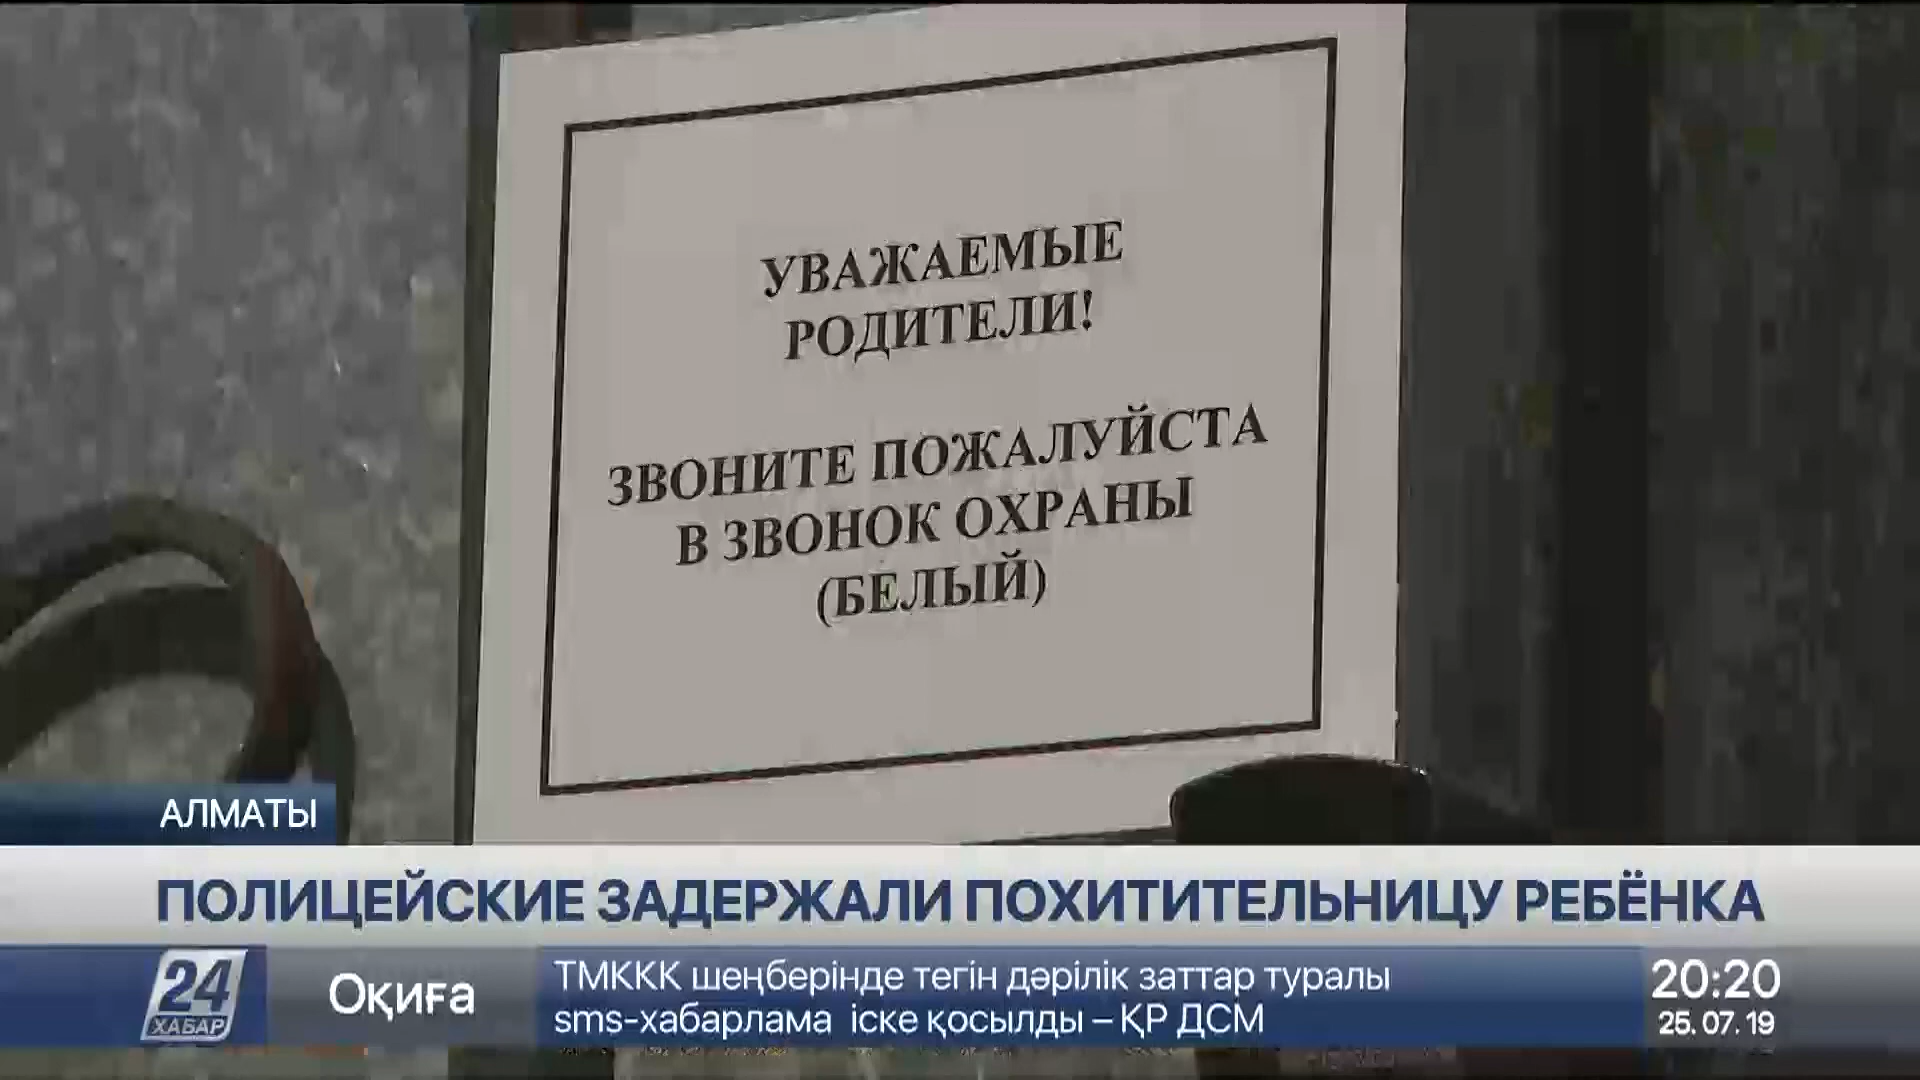 УВАЖАЕМЫЕ
РОДИТЕЛИ!
ЗВОНИТЕ ПОЖАЛУЙСТА
В ЗВОНОК ОХРАНЫ
(БЕЛЫЙ)
АЛМАТЫ
ПОЛИЦЕЙСКИЕ ЗАДЕРЖАЛИ ПОХИТИТЕЛЬНИЦУ РЕБЁНКА
24
ХАБАР
Оқиға
ТМККК шеңберінде тегін дәрілік заттар туралы
sms-хабарлама іске қосылды – ҚР ДСМ
20:20
25. 07. 19